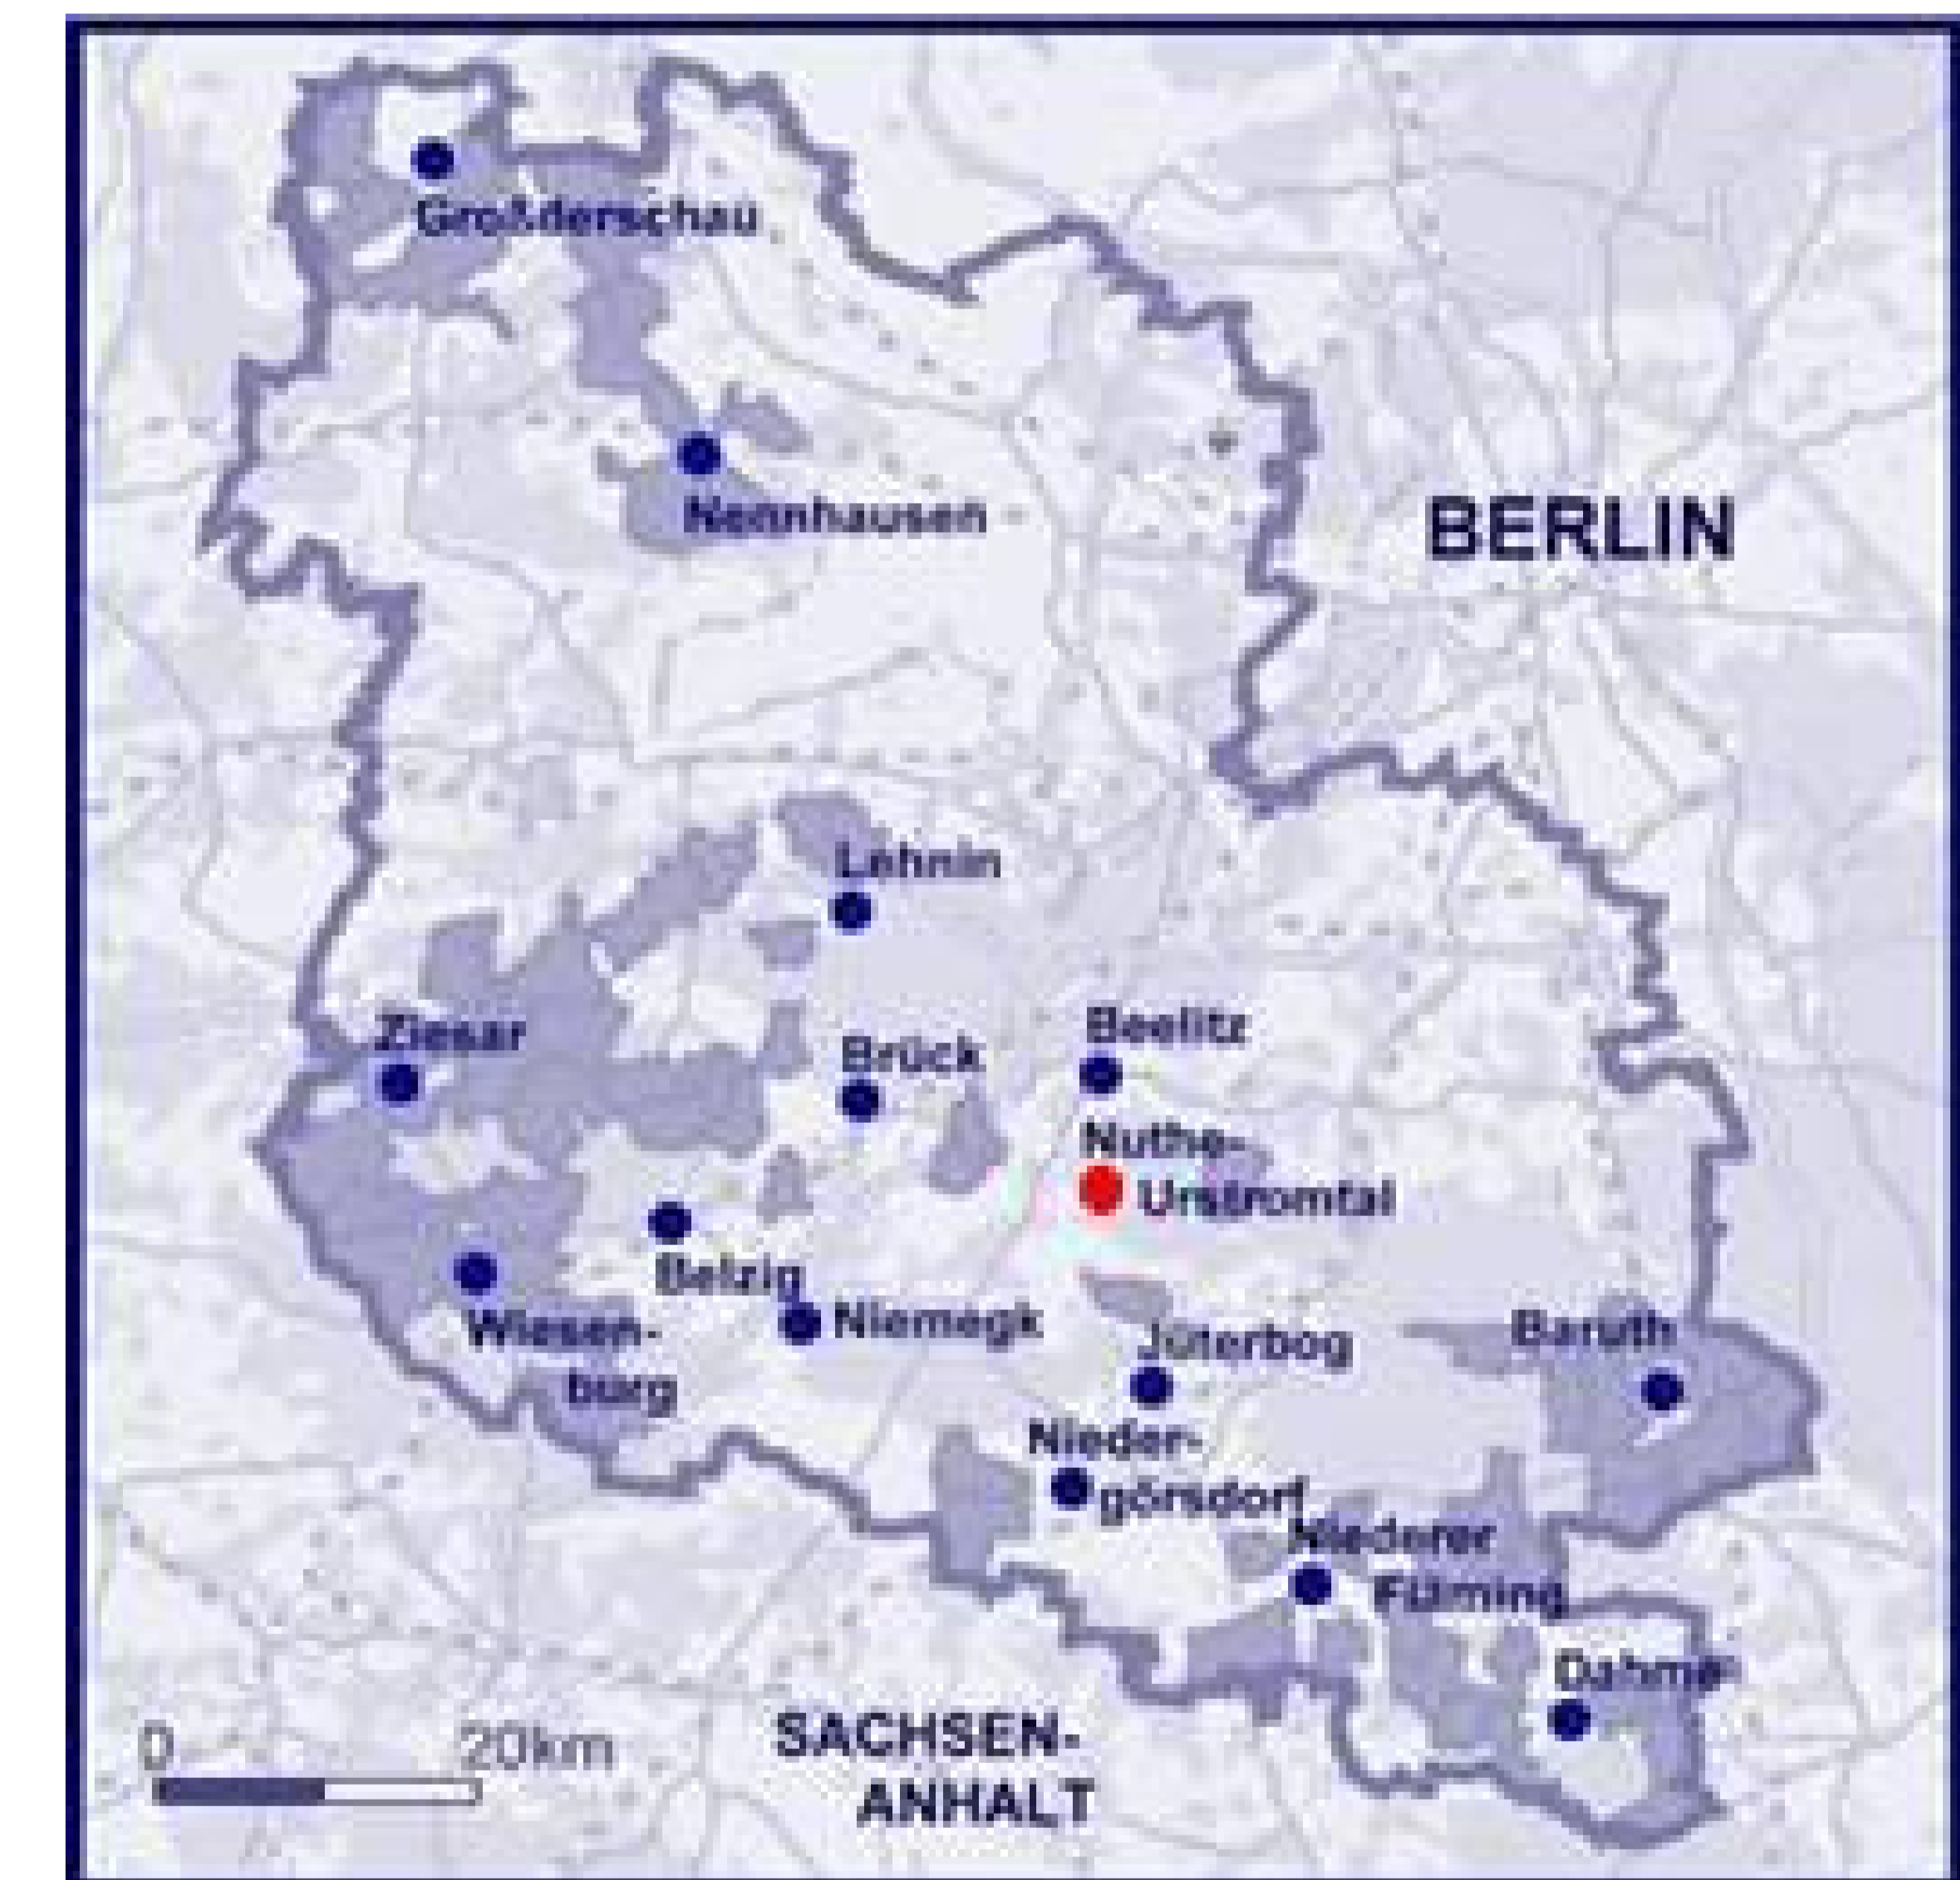 Großderschau
Nennhausen
BERLIN
Lehnin
Ziesar
Brück
Beelitz
Nuthe-
Urstromtal
Belzig
Wiesen-
burg
Niemegk
Jüterbog
Baruth
Nieder-
görsdorf
Niederer
Fläming
Dahme
SACHSEN-
ANHALT
0 20km